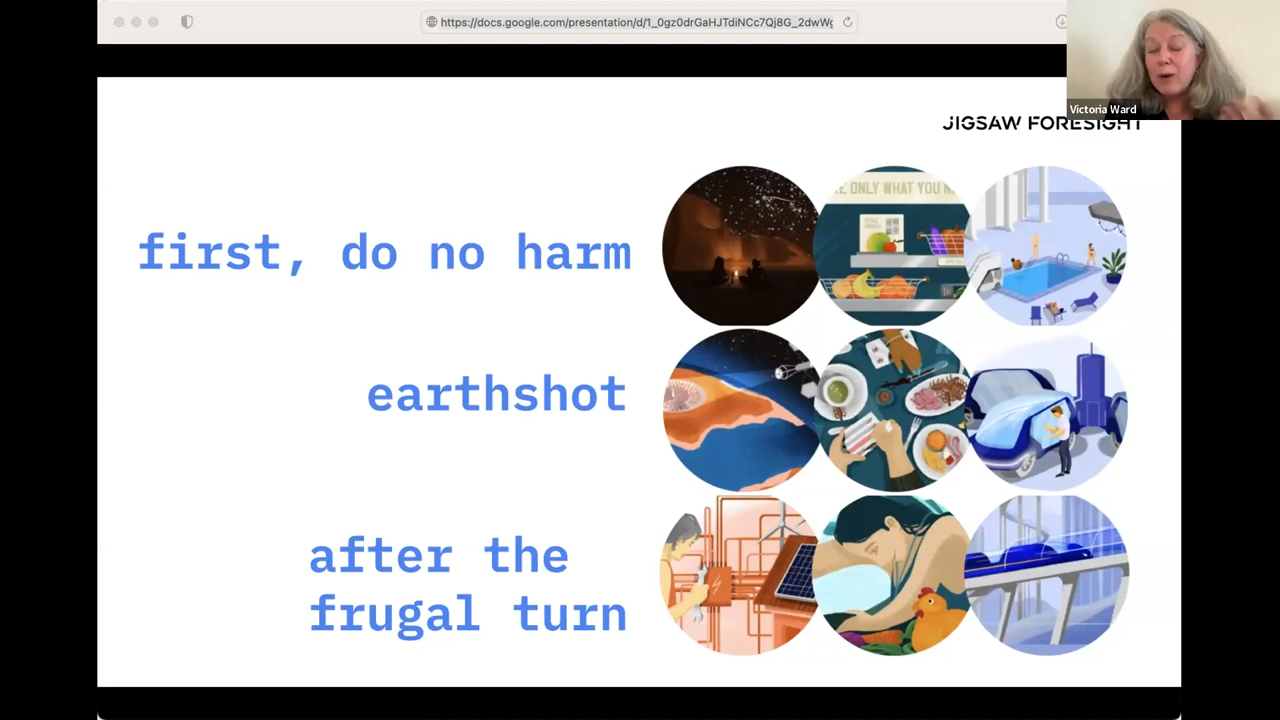 https://docs.google.com/presentation/d/1_0gz0drGaHJTdiNCc7Qj8G_2dwWg
Victoria Ward
JIGSAW FORESIGHT
ONLY WHAT YOU
first, do no harm
earthshot
after the
frugal turn